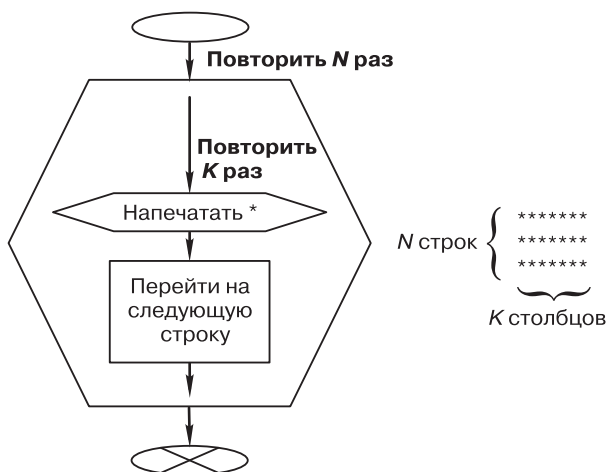 Повторить N раз
Повторить
K раз
Напечатать *
Перейти на
следующую
строку
N строк
*******
*******
*******
K столбцов